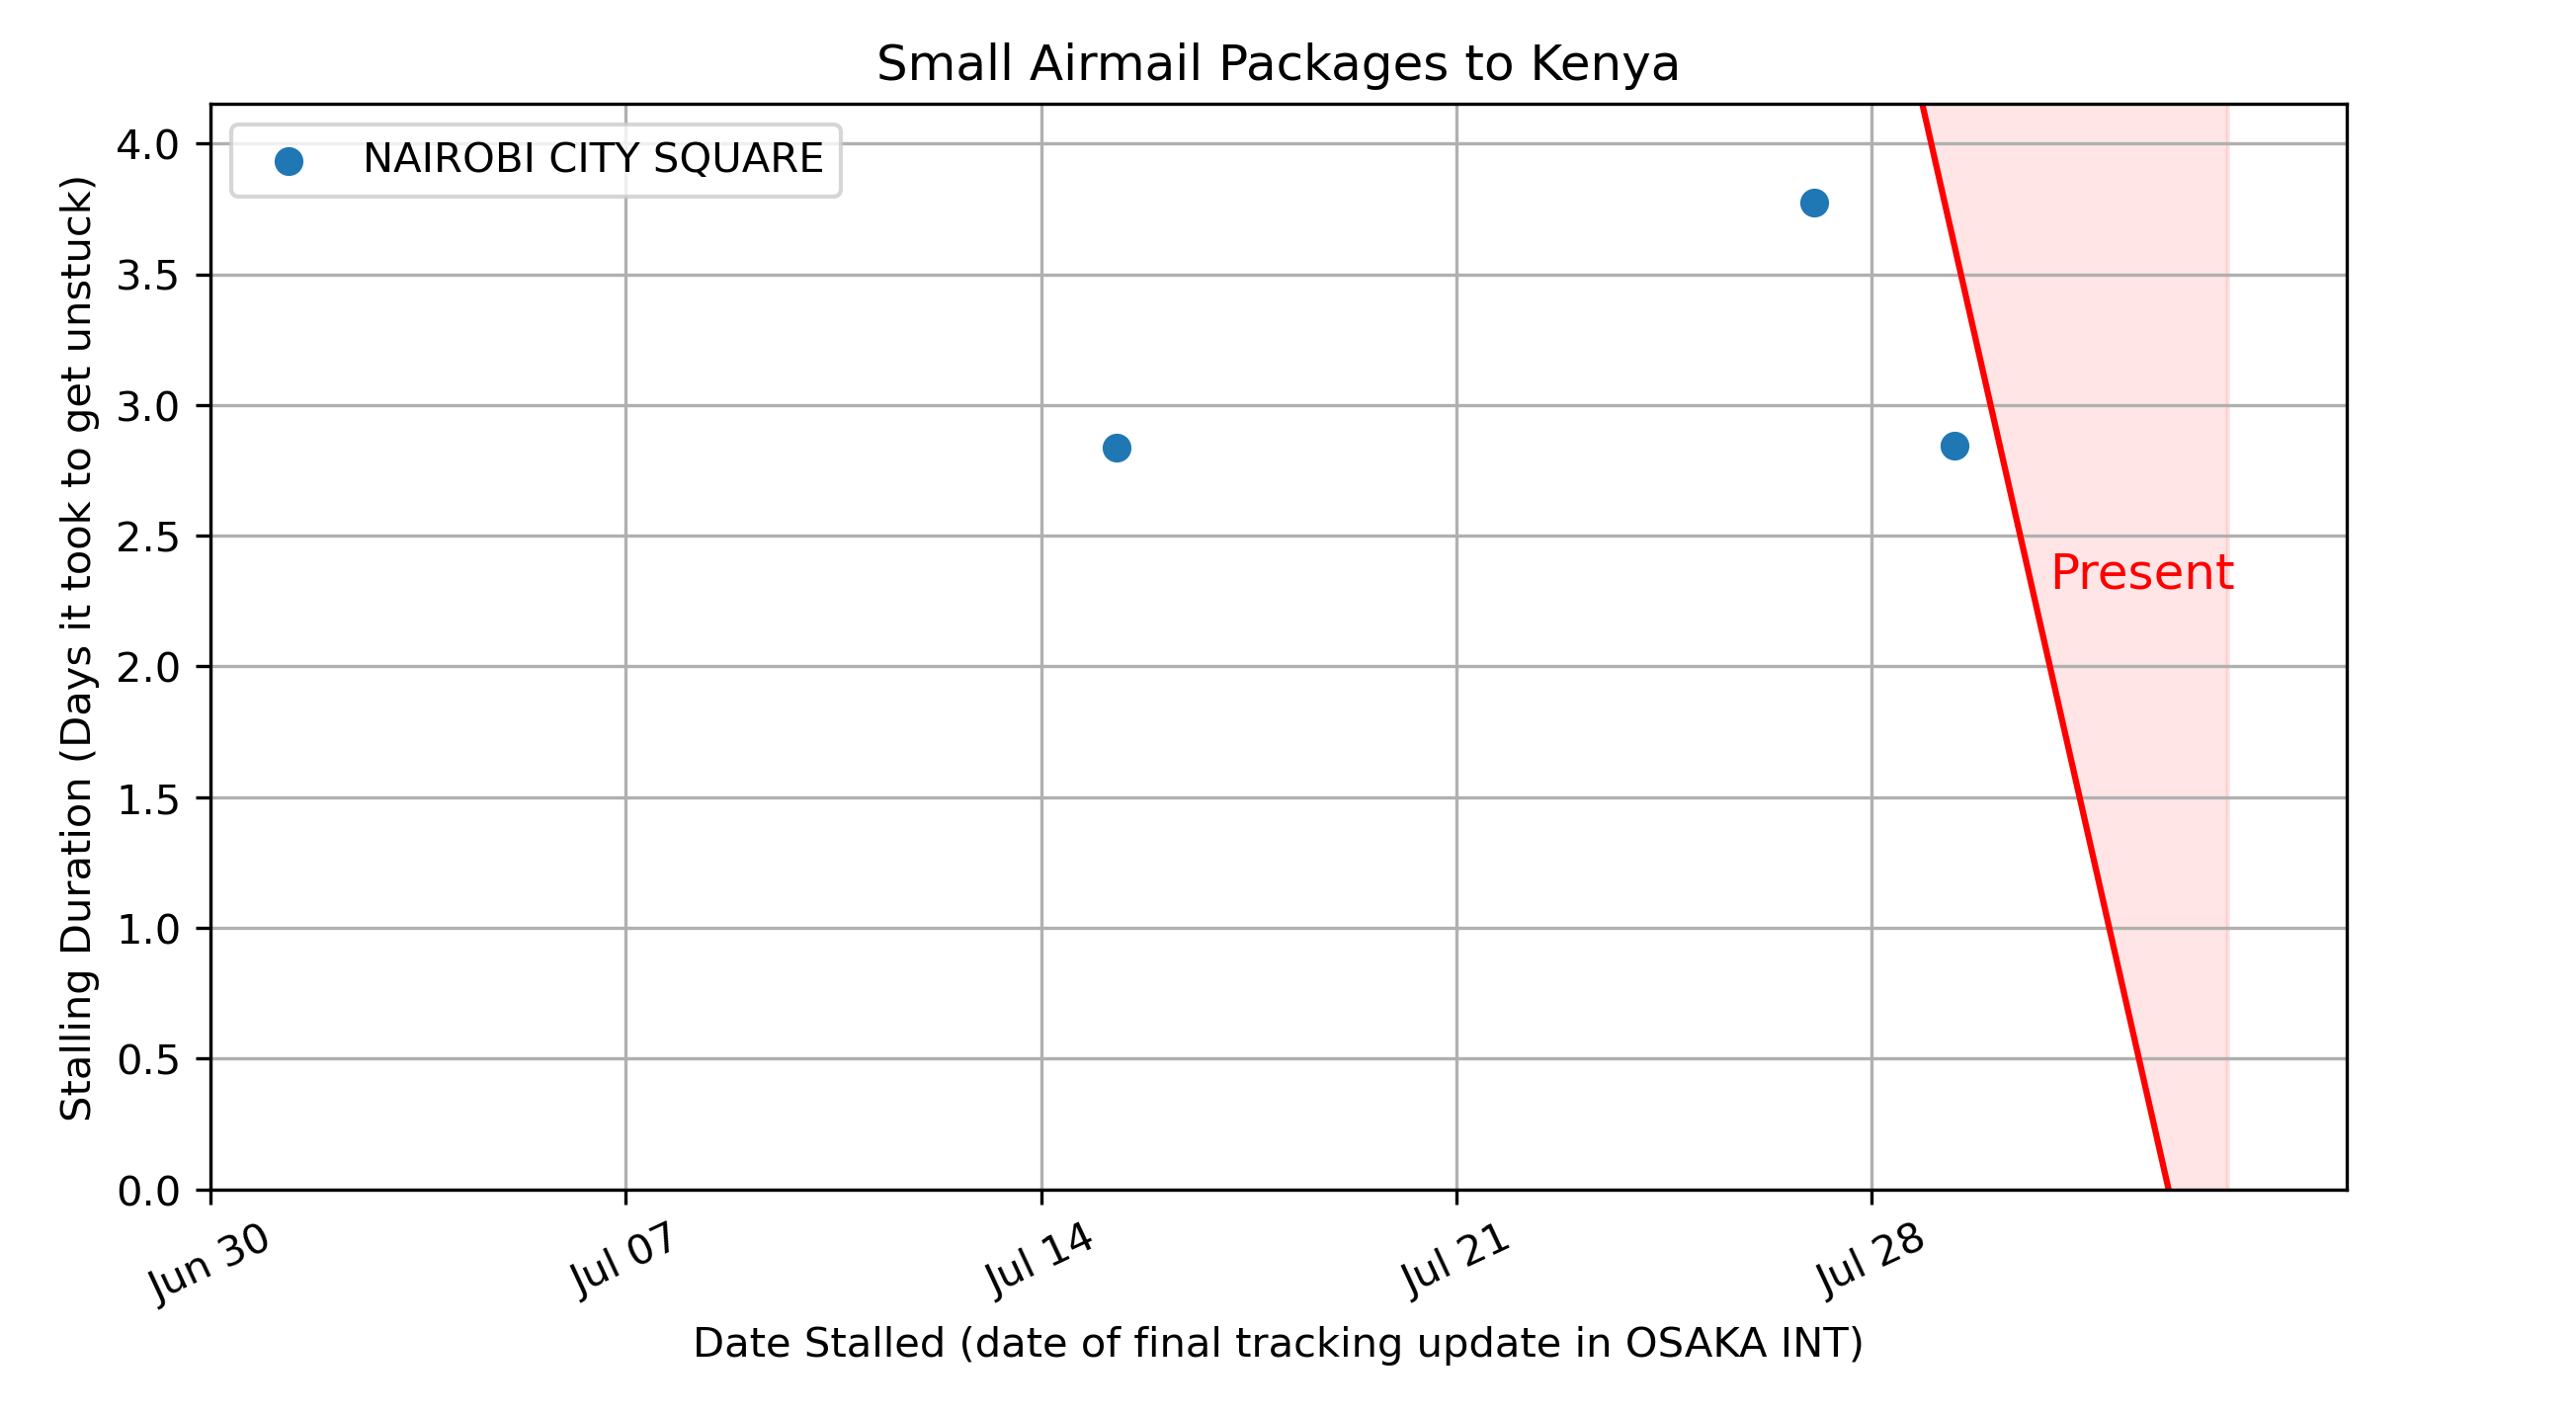 Small Airmail Packages to Kenya
NAIROBI CITY SQUARE
Stalling Duration (Days it took to get unstuck)
4.0
3.5
3.0
2.5
2.0
1.5
1.0
0.5
0.0
Present
Jun 30
Jul 07
Jul 14
Jul 21
Jul 28
Date Stalled (date of final tracking update in OSAKA INT)